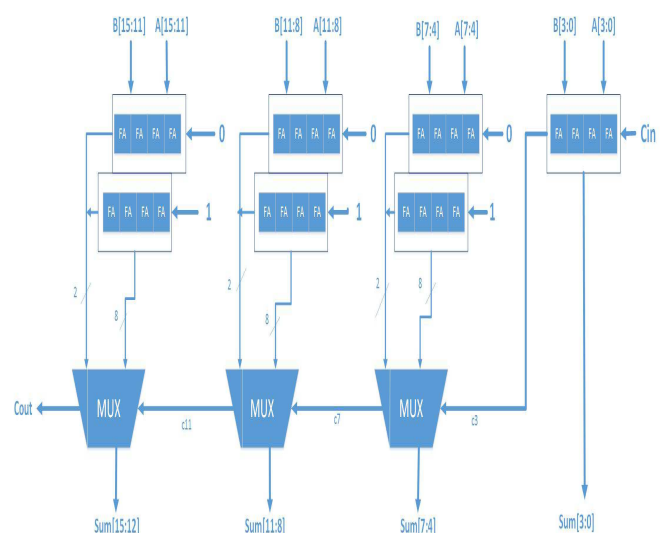 B[15:11] A[15:11] B[11:8] A[11:8] B[7:4] A[7:4] B[3:0] A[3:0]
FA FA FA FA 0 FA FA FA FA 0 FA FA FA FA 0 FA FA FA FA Cin
FA FA FA FA 1 FA FA FA FA 1 FA FA FA FA 1
2 8 2 8 2 8
Cout MUX c11 MUX c7 MUX c3
Sum[15:12] Sum[11:8] Sum[7:4] Sum[3:0]